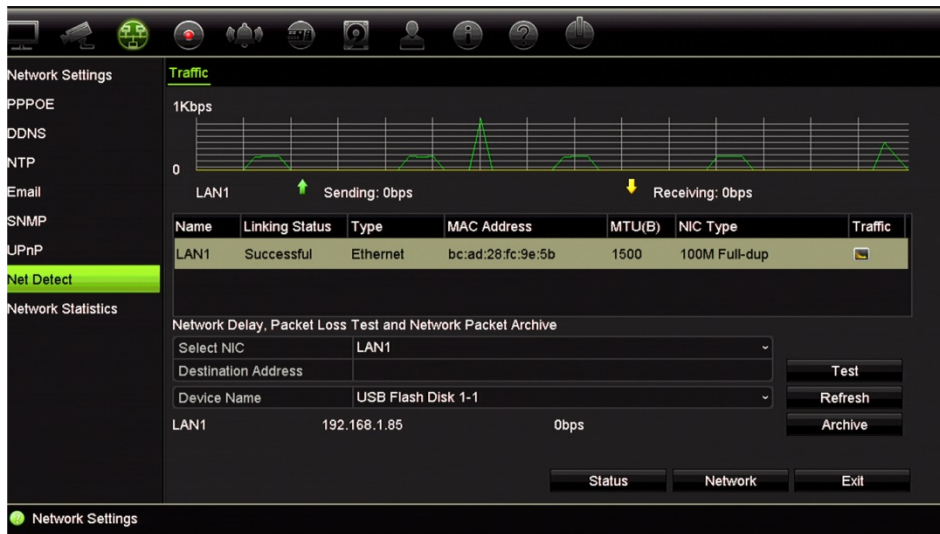 Network Settings
PPPOE
DDNS
NTP
Email
SNMP
UPnP
Net Detect
Network Statistics
Traffic
1Kbps
0
LAN1 Sending: 0bps Receiving: 0bps
Name Linking Status Type MAC Address MTU(B) NIC Type Traffic
LAN1 Successful Ethernet bc:ad:28:fc:9e:5b 1500 100M Full-dup
Network Delay, Packet Loss Test and Network Packet Archive
Select NIC LAN1
Destination Address Test
Device Name USB Flash Disk 1-1 Refresh
LAN1 192.168.1.85 0bps Archive
Status Network Exit
Network Settings